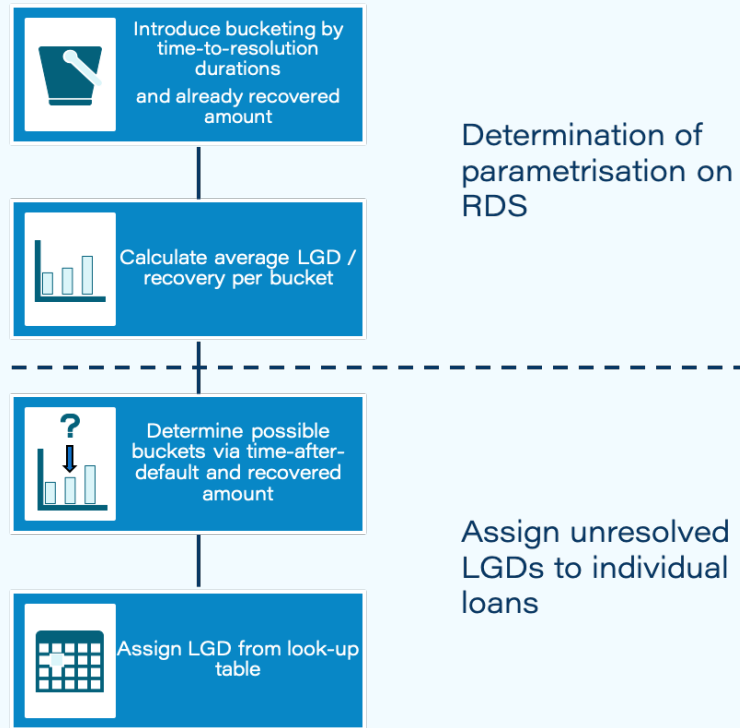 Introduce bucketing by
time-to-resolution
durations
and already recovered
amount
Determination of
parametrisation on
RDS
Calculate average LGD /
recovery per bucket
?
Determine possible
buckets via time-after-
default and recovered
amount
Assign unresolved
LGDs to individual
loans
Assign LGD from look-up
table